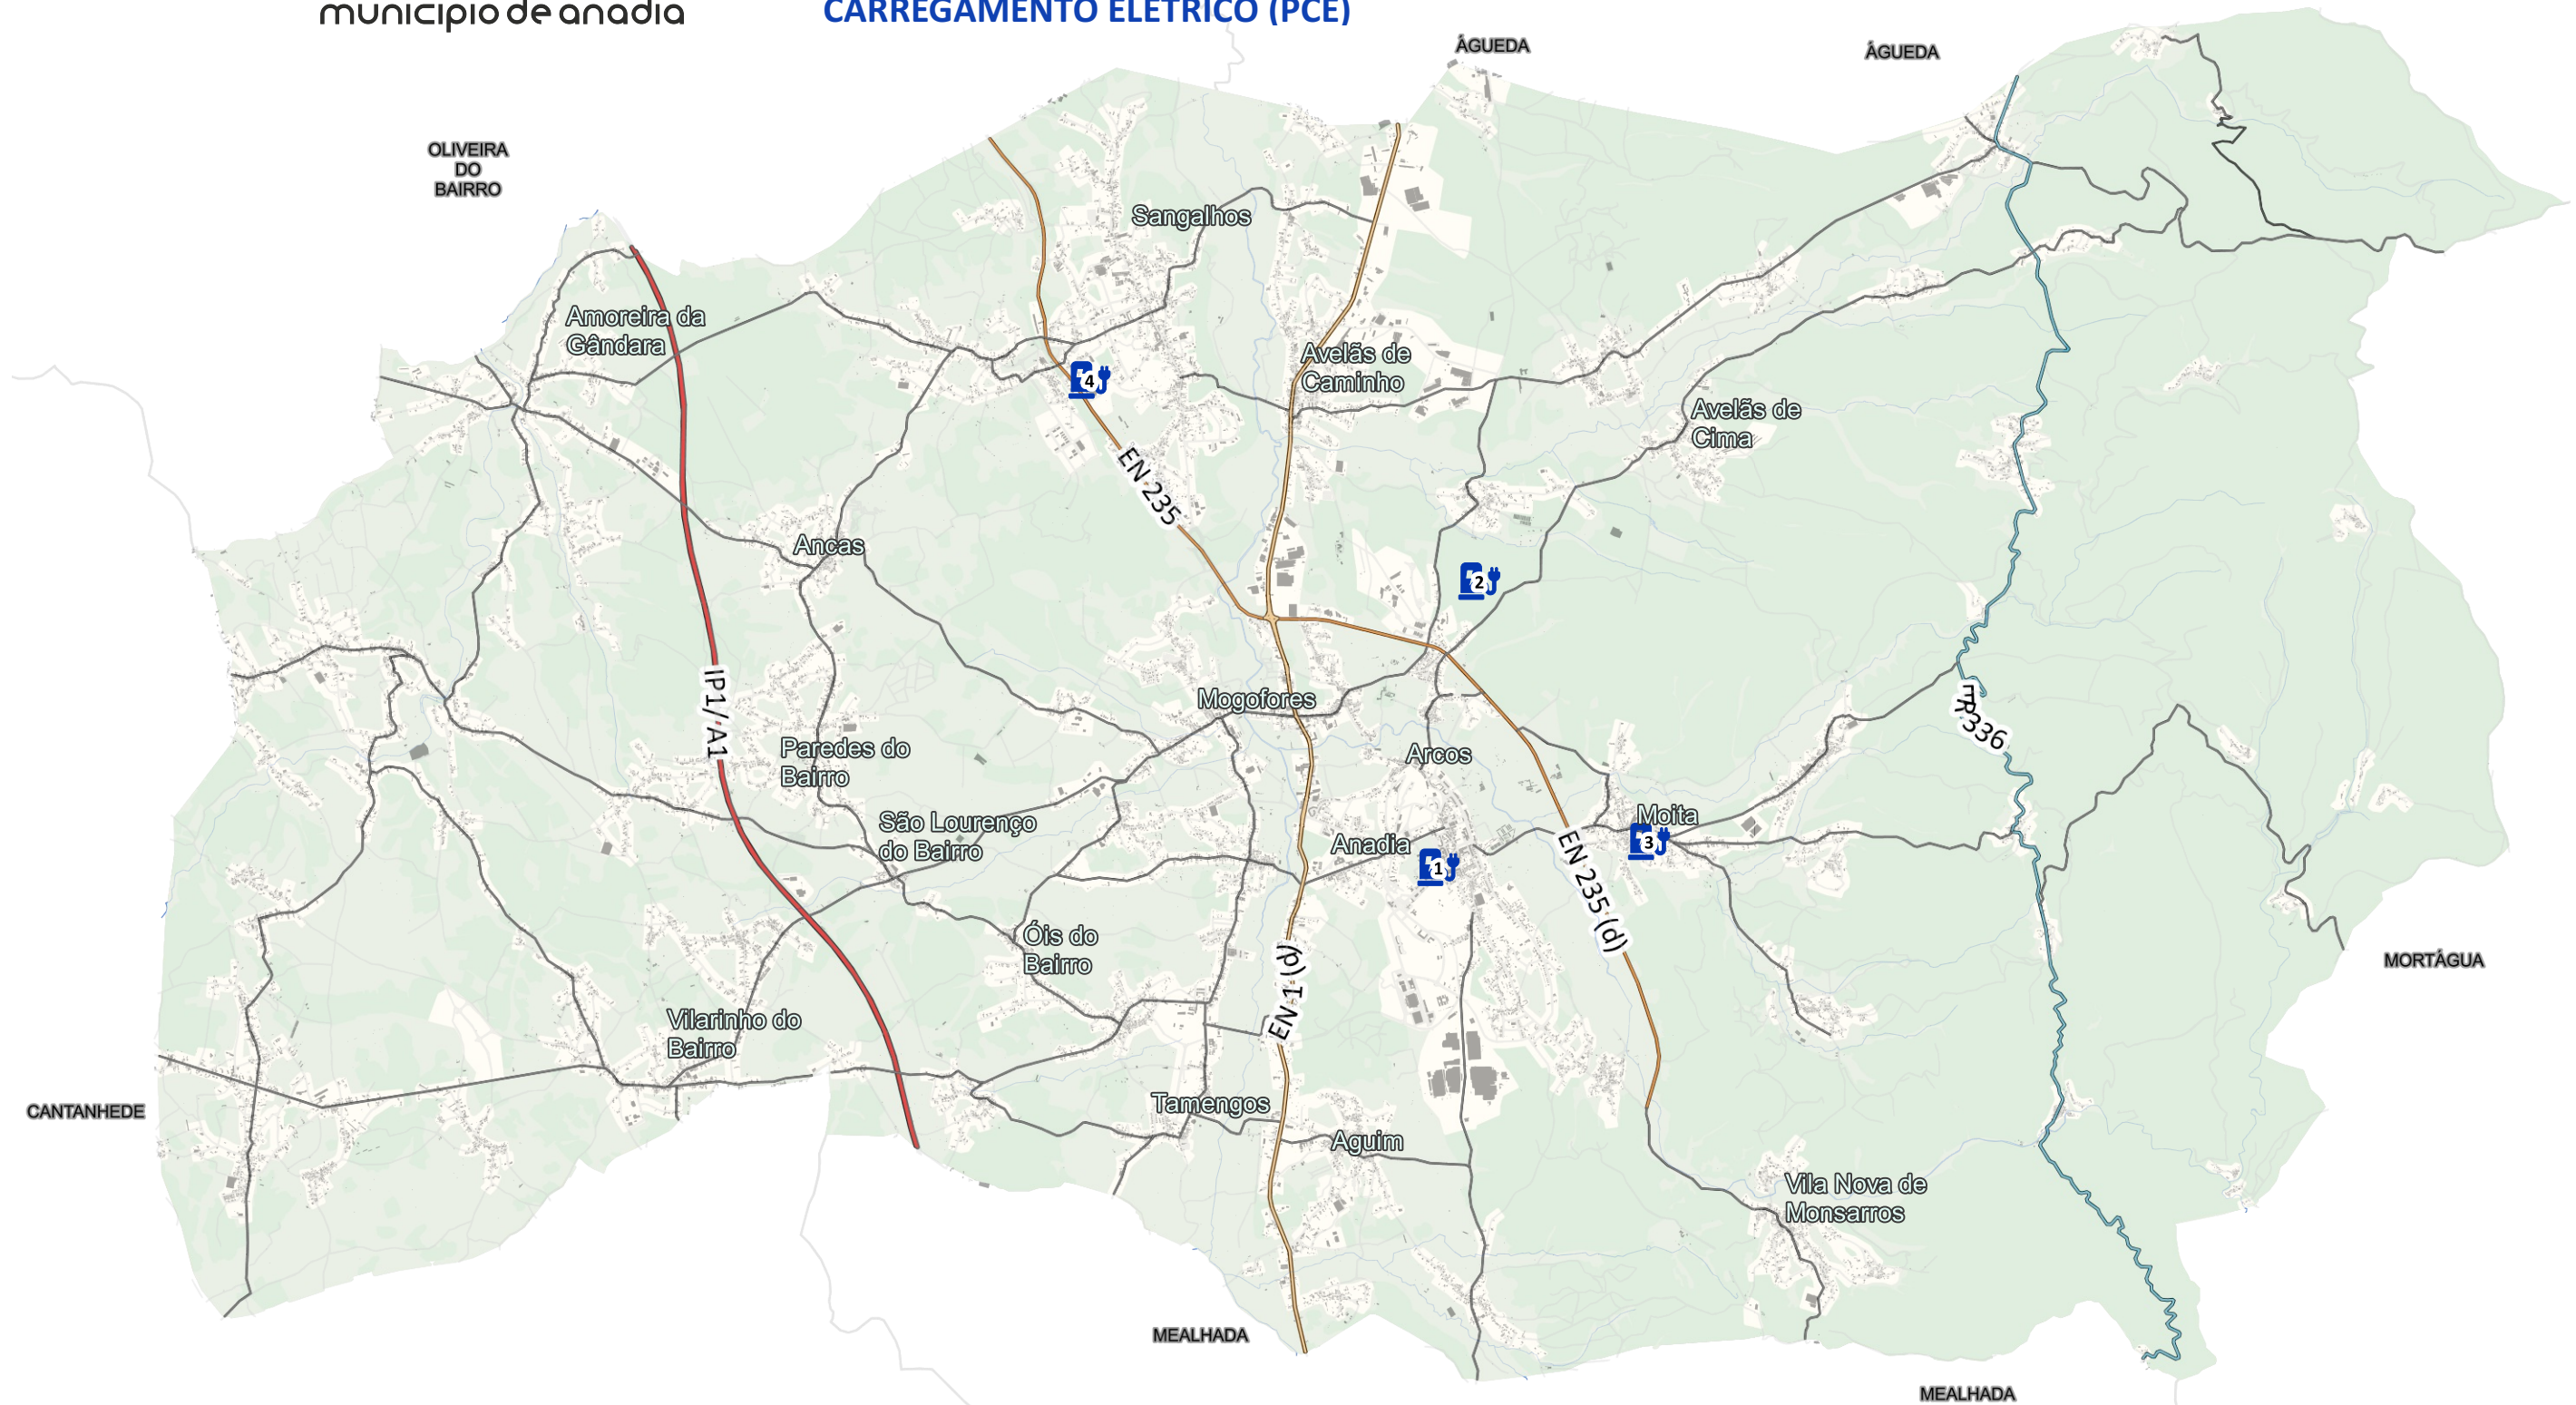 município de anadia
CARREGAMENTO ELÉTRICO (PCE)
ÁGUEDA
ÁGUEDA
OLIVEIRA
DO
BAIRRO
Sangalhos
Amoreira da
Gândara
Avelãs de
Caminho
4
Avelãs de
Cima
EN 235
Ancas
2
IP1/ A1
Mogofores
ER 336
Paredes do
Bairro
Arcos
São Lourenço
do Bairro
Moita
3
Anadia
1
EN 235 (d)
Óis do
Bairro
EN 1 (p)
MORTÁGUA
Vilarinho do
Bairro
CANTANHEDE
Tamengos
Aguim
Vila Nova de
Monsarros
MEALHADA
MEALHADA